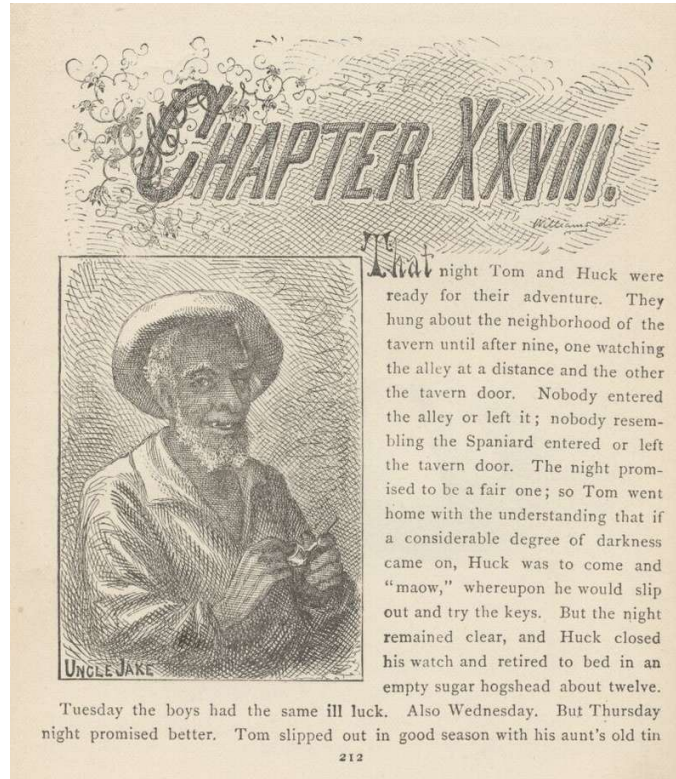 CHAPTER XXVIII.
Williams Del.
That night Tom and Huck were
ready for their adventure. They
hung about the neighborhood of the
tavern until after nine, one watching
the alley at a distance and the other
the tavern door. Nobody entered
the alley or left it; nobody resem-
bling the Spaniard entered or left
the tavern door. The night prom-
ised to be a fair one; so Tom went
home with the understanding that if
a considerable degree of darkness
came on, Huck was to come and
“maow,” whereupon he would slip
out and try the keys. But the night
remained clear, and Huck closed
his watch and retired to bed in an
empty sugar hogshead about twelve.
UNCLE JAKE
Tuesday the boys had the same ill luck. Also Wednesday. But Thursday
night promised better. Tom slipped out in good season with his aunt's old tin
212